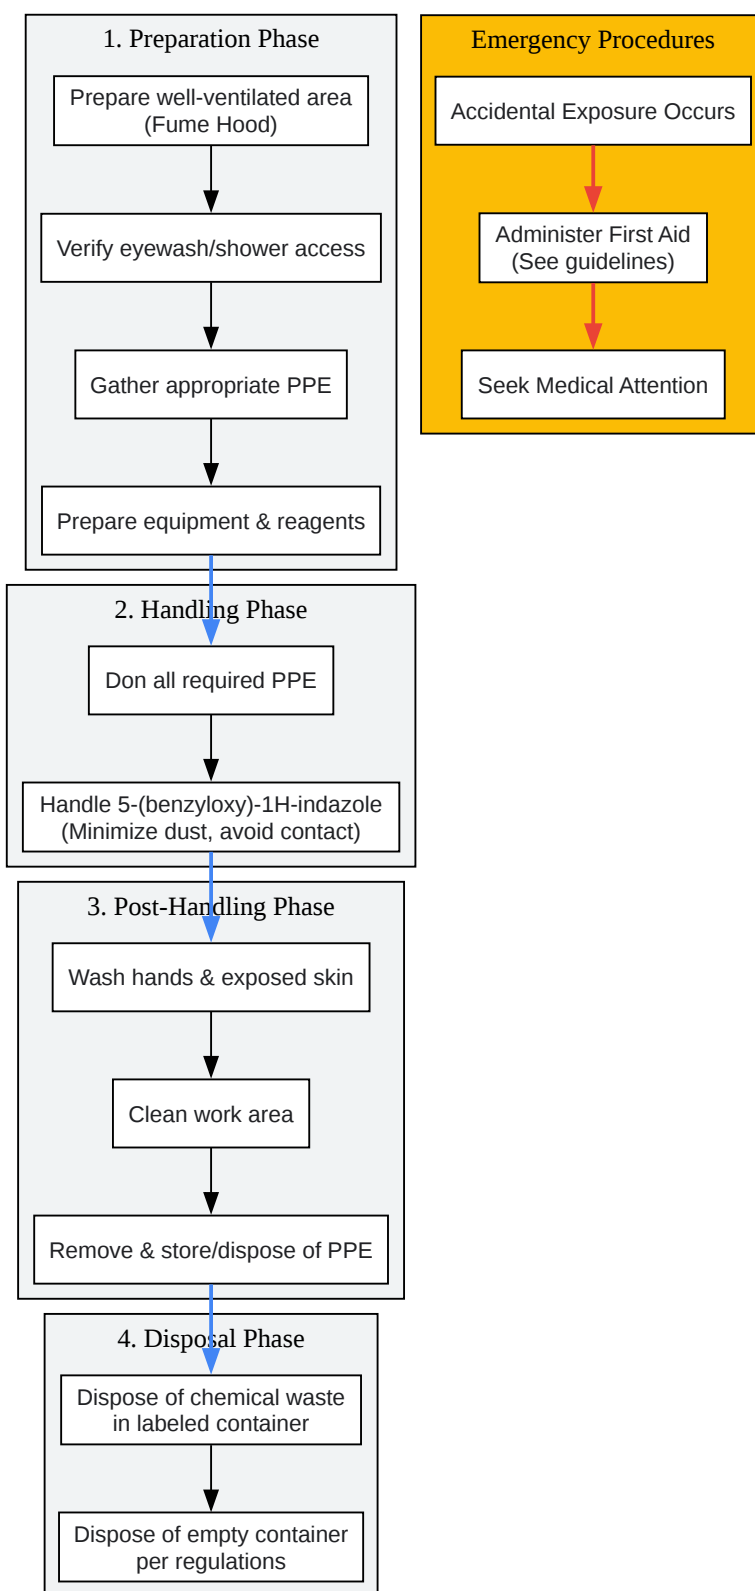 1. Preparation Phase
Prepare well-ventilated area
(Fume Hood)
Verify eyewash/shower access
Gather appropriate PPE
Prepare equipment & reagents
2. Handling Phase
Don all required PPE
Handle 5-(benzyloxy)-1H-indazole
(Minimize dust, avoid contact)
3. Post-Handling Phase
Wash hands & exposed skin
Clean work area
Remove & store/dispose of PPE
4. Disposal Phase
Dispose of chemical waste
in labeled container
Dispose of empty container
per regulations
Emergency Procedures
Accidental Exposure Occurs
Administer First Aid
(See guidelines)
Seek Medical Attention